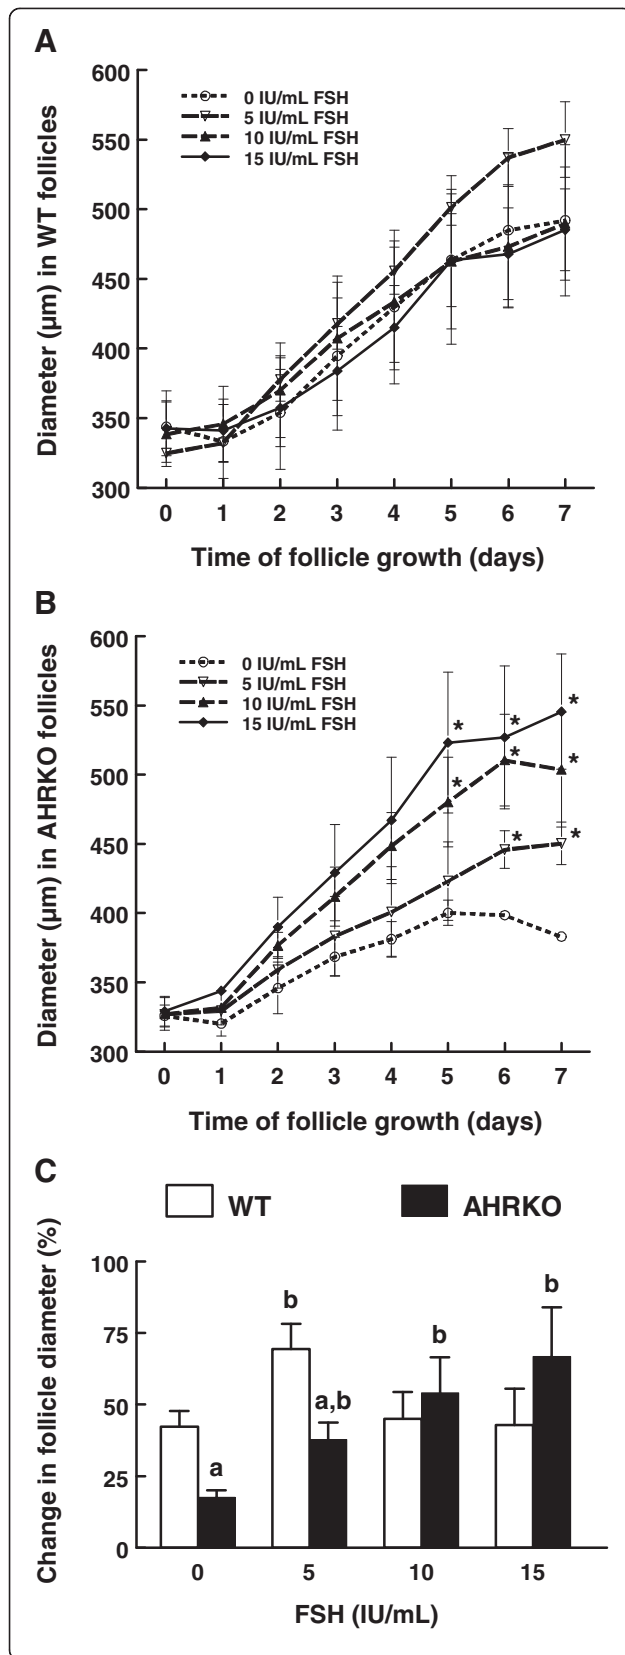 A
600
550
500
450
400
350
300
Diameter (μm) in WT follicles
0 IU/mL FSH
5 IU/mL FSH
10 IU/mL FSH
15 IU/mL FSH
0 1 2 3 4 5 6 7
Time of follicle growth (days)
B
600
550
500
450
400
350
300
Diameter (μm) in AHRKO follicles
0 IU/mL FSH
5 IU/mL FSH
10 IU/mL FSH
15 IU/mL FSH
* * *
* * *
* *
0 1 2 3 4 5 6 7
Time of follicle growth (days)
C
WT AHRKO
Change in follicle diameter (%)
100
75
50
25
0
a
b
a,b
b
b
0 5 10 15
FSH (IU/mL)